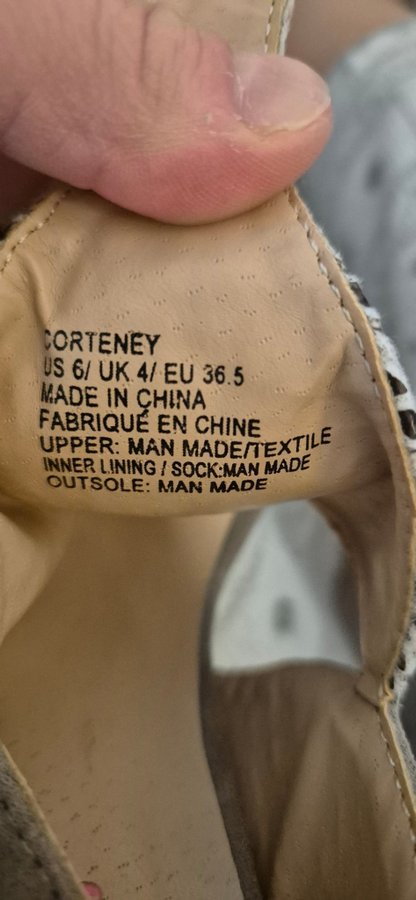 CORTENEY
US 6/ UK 4/ EU 36.5
MADE IN CHINA
FABRIQUÉ EN CHINE
UPPER: MAN MADE/TEXTILE
INNER LINING / SOCK:MAN MADE
OUTSOLE: MAN MADE